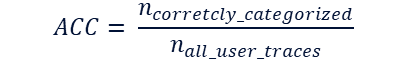 ACC = n_corretcly_categorized / n_all_user_traces